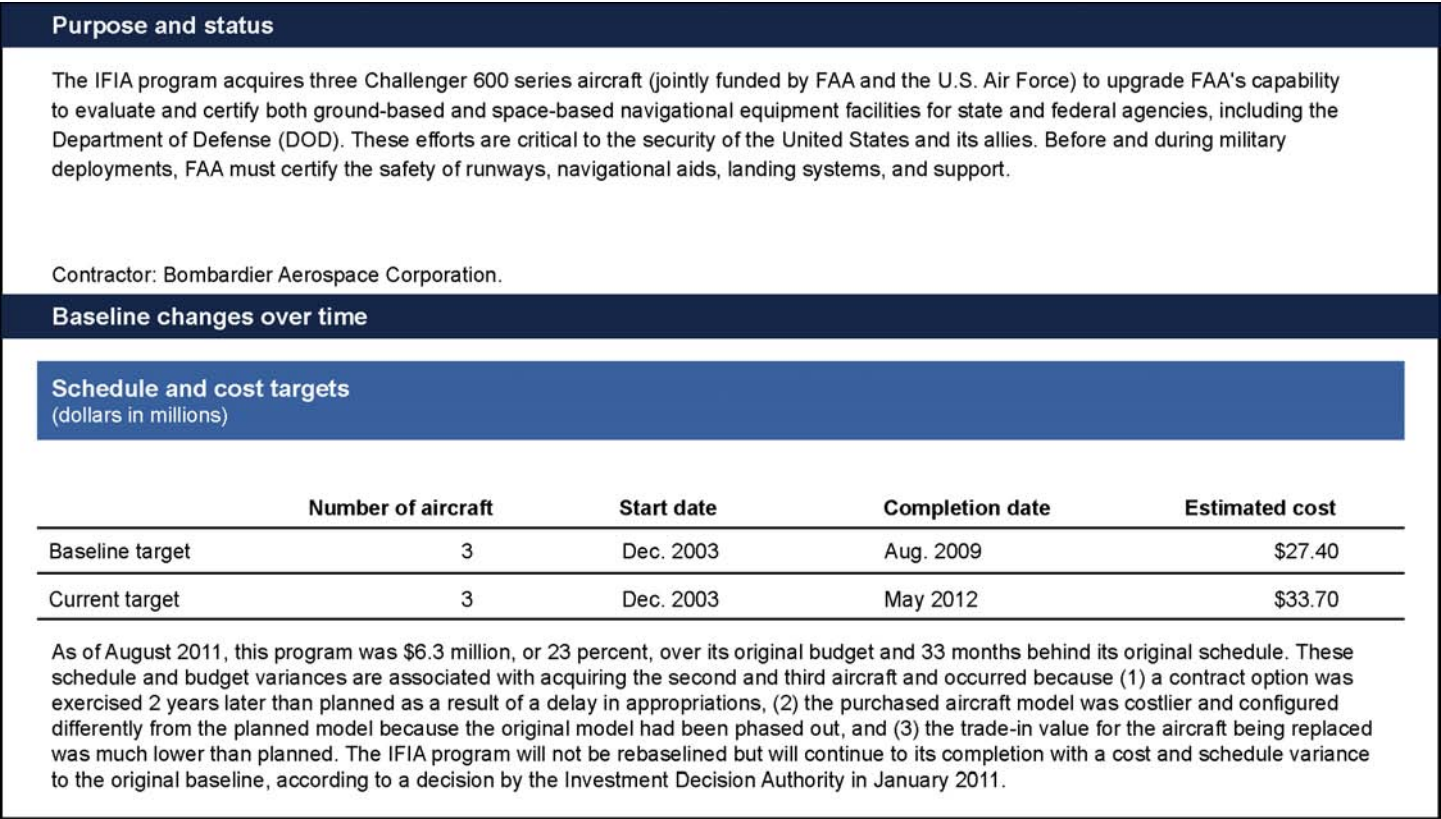 Purpose and status
The IFIA program acquires three Challenger 600 series aircraft (jointly funded by FAA and the U.S. Air Force) to upgrade FAA's capability
to evaluate and certify both ground-based and space-based navigational equipment facilities for state and federal agencies, including the
Department of Defense (DOD). These efforts are critical to the security of the United States and its allies. Before and during military
deployments, FAA must certify the safety of runways, navigational aids, landing systems, and support.
Contractor: Bombardier Aerospace Corporation.
Baseline changes over time
Schedule and cost targets
(dollars in millions)
Number of aircraft Start date Completion date Estimated cost
Baseline target 3 Dec. 2003 Aug. 2009 $27.40
Current target 3 Dec. 2003 May 2012 $33.70
As of August 2011, this program was $6.3 million, or 23 percent, over its original budget and 33 months behind its original schedule. These
schedule and budget variances are associated with acquiring the second and third aircraft and occurred because (1) a contract option was
exercised 2 years later than planned as a result of a delay in appropriations, (2) the purchased aircraft model was costlier and configured
differently from the planned model because the original model had been phased out, and (3) the trade-in value for the aircraft being replaced
was much lower than planned. The IFIA program will not be rebaselined but will continue to its completion with a cost and schedule variance
to the original baseline, according to a decision by the Investment Decision Authority in January 2011.